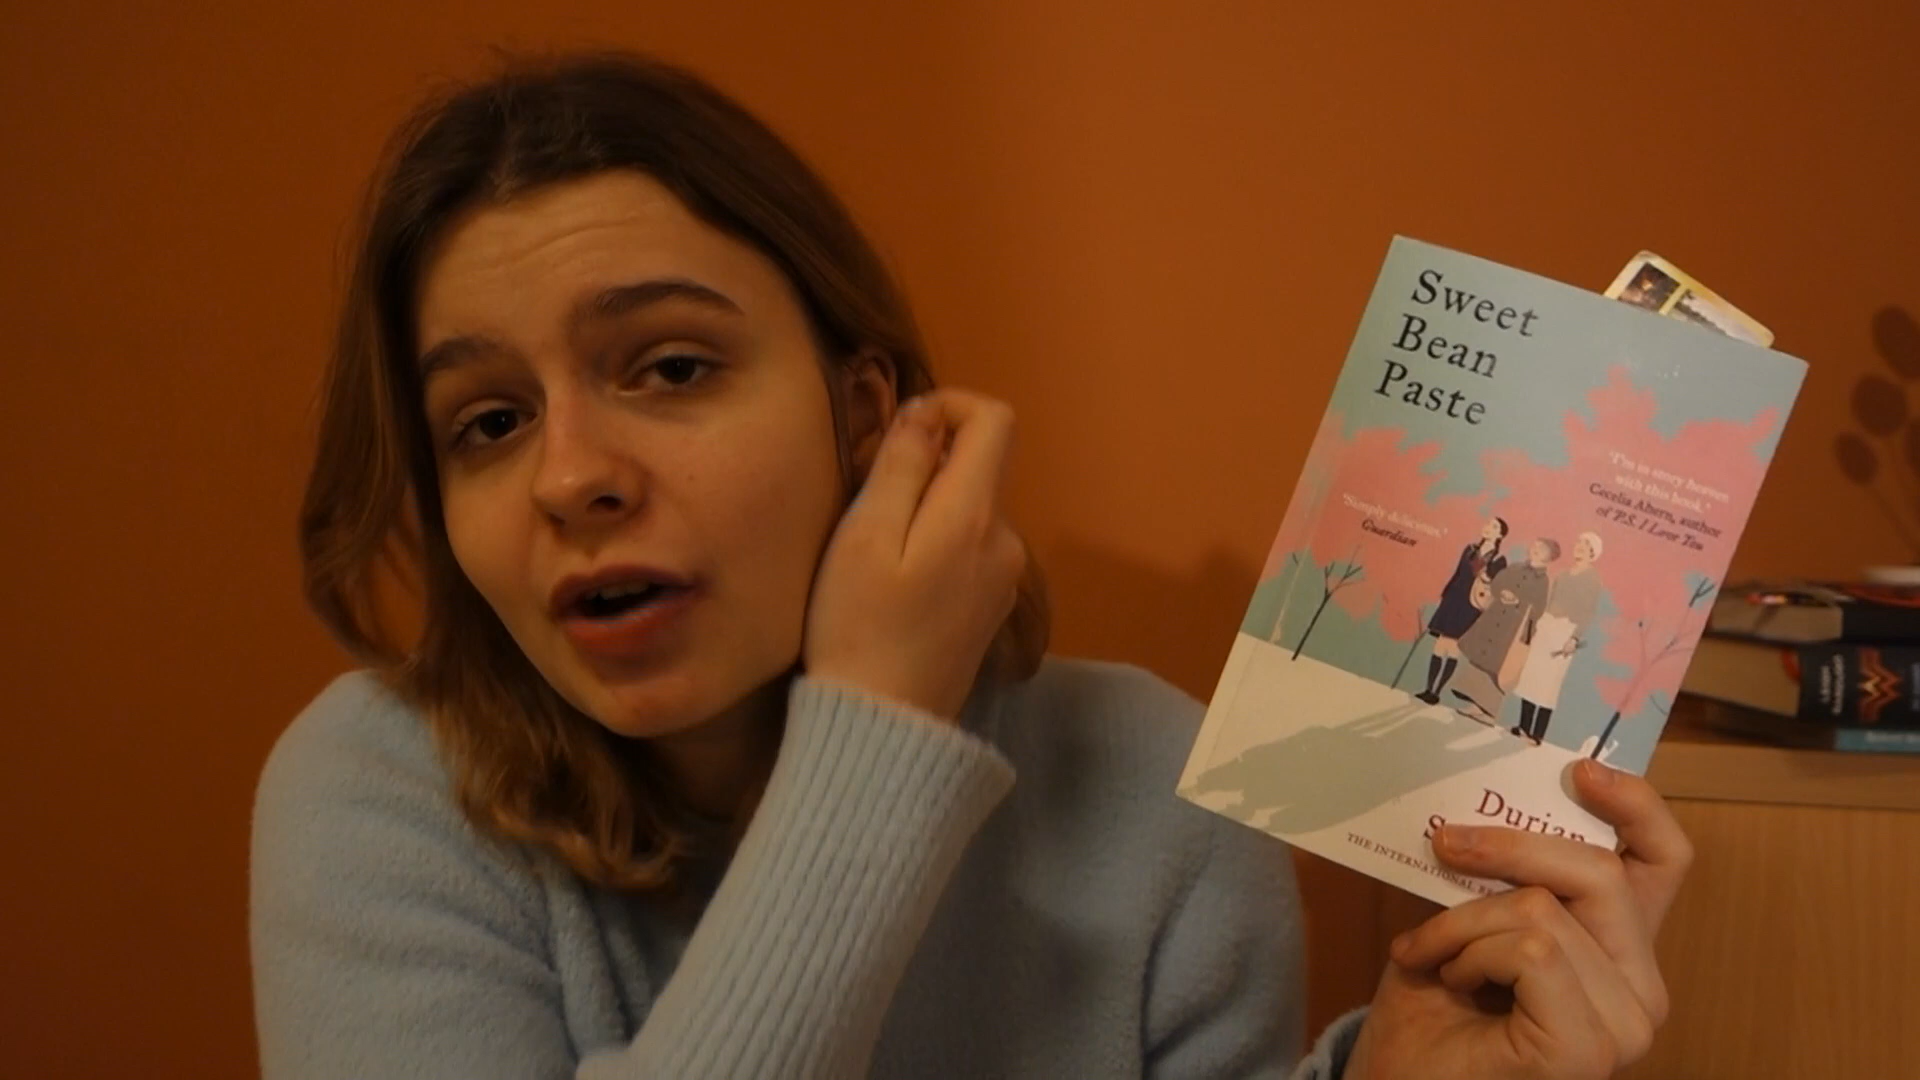 Sweet
Bean
Paste
'I'm in story heaven
with this book.'
Cecelia Ahern, author
of P.S. I Love You
'Simply delicious.'
Guardian
Durian
S
THE INTERNATIONAL BE